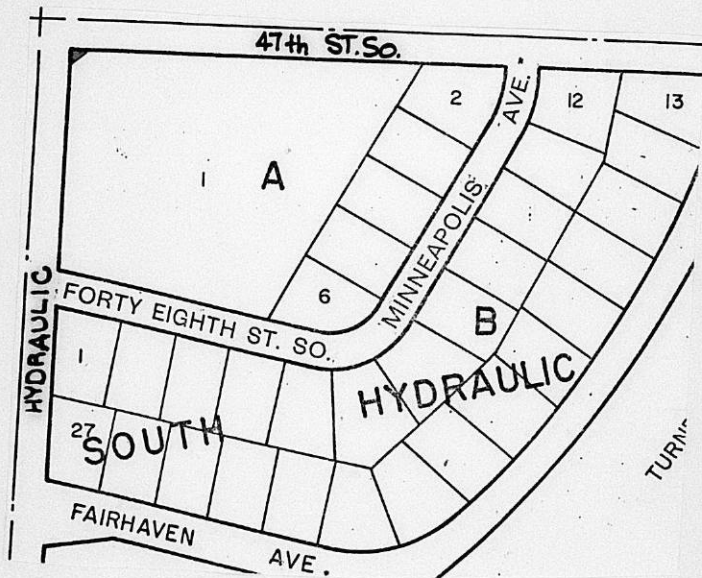 47th ST. So.
2
AVE.
12
13
1
A
MINNEAPOLIS
6
FORTY EIGHTH ST. SO.
HYDRAULIC
1
B
HYDRAULIC
27
SOUTH
FAIRHAVEN AVE.